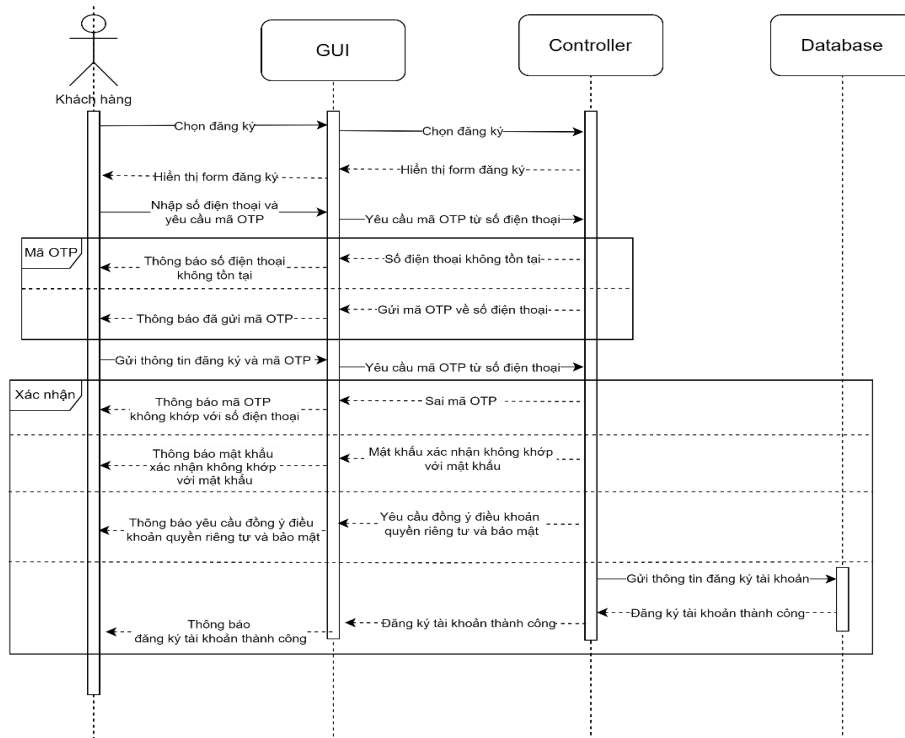 GUI
Controller
Database
Khách hàng
Chọn đăng ký
Chọn đăng ký
Hiển thị form đăng ký
Hiển thị form đăng ký
Nhập số điện thoại và
yêu cầu mã OTP
Yêu cầu mã OTP từ số điện thoại
Mã OTP
Số điện thoại không tồn tại
Thông báo số điện thoại
không tồn tại
Gửi mã OTP về số điện thoại
Thông báo đã gửi mã OTP
Gửi thông tin đăng ký và mã OTP
Yêu cầu mã OTP từ số điện thoại
Xác nhận
Sai mã OTP
Thông báo mã OTP
không khớp với số điện thoại
Mật khẩu xác nhận không khớp
với mật khẩu
Thông báo mật khẩu
xác nhận không khớp
với mật khẩu
Yêu cầu đồng ý điều khoản
quyền riêng tư và bảo mật
Thông báo yêu cầu đồng ý điều
khoản quyền riêng tư và bảo mật
Gửi thông tin đăng ký tài khoản
Đăng ký tài khoản thành công
Đăng ký tài khoản thành công
Thông báo
đăng ký tài khoản thành công